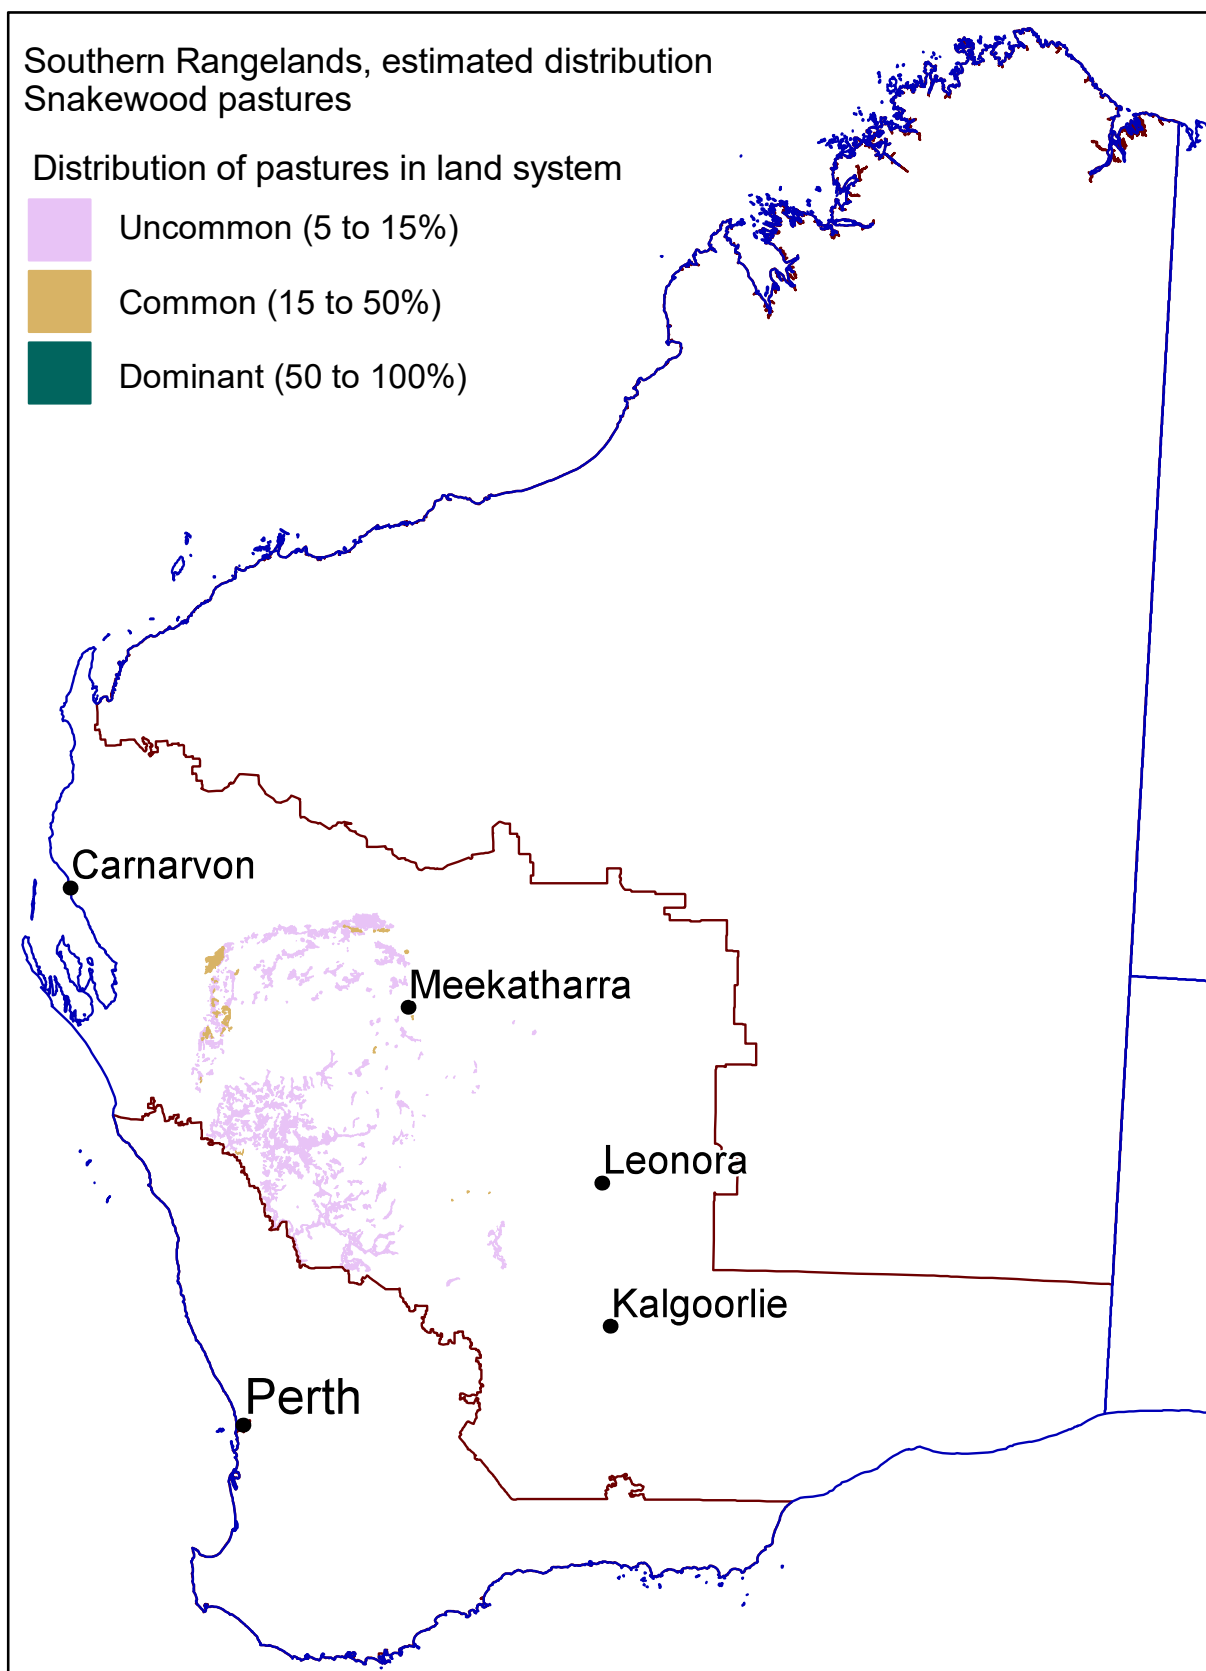 Southern Rangelands, estimated distribution
Snakewood pastures
Distribution of pastures in land system
Uncommon (5 to 15%)
Common (15 to 50%)
Dominant (50 to 100%)
Carnarvon
Meekatharra
Leonora
Kalgoorlie
Perth